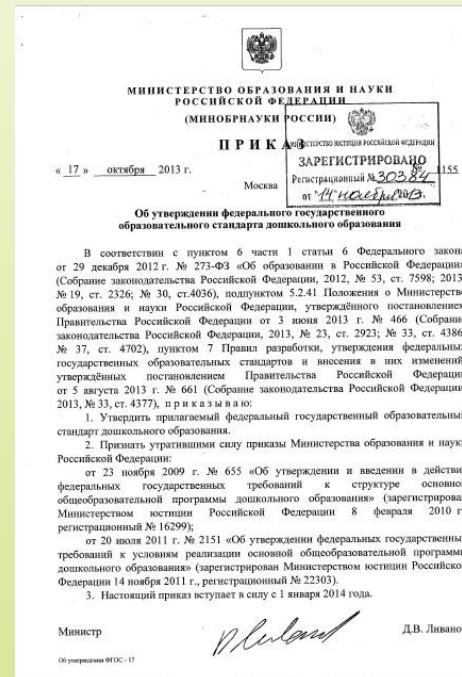 МИНИСТЕРСТВО ОБРАЗОВАНИЯ И НАУКИ
РОССИЙСКОЙ ФЕДЕРАЦИИ
(МИНОБРНАУКИ РОССИИ)
ПРИКАЗ
МИНИСТЕРСТВО ЮСТИЦИИ РОССИЙСКОЙ ФЕДЕРАЦИИ
ЗАРЕГИСТРИРОВАНО
Регистрационный № 30384
от "14" ноября 2013.
« 17 » октября 2013 г.
№ 1155
Москва
Об утверждении федерального государственного
образовательного стандарта дошкольного образования
В соответствии с пунктом 6 части 1 статьи 6 Федерального закона
от 29 декабря 2012 г. № 273-ФЗ «Об образовании в Российской Федерации»
(Собрание законодательства Российской Федерации, 2012, № 53, ст. 7598; 2013,
№ 19, ст. 2326; № 30, ст.4036), подпунктом 5.2.41 Положения о Министерстве
образования и науки Российской Федерации, утверждённого постановлением
Правительства Российской Федерации от 3 июня 2013 г. № 466 (Собрание
законодательства Российской Федерации, 2013, № 23, ст. 2923; № 33, ст. 4386;
№ 37, ст. 4702), пунктом 7 Правил разработки, утверждения федеральных
государственных образовательных стандартов и внесения в них изменений,
утверждённых постановлением Правительства Российской Федерации
от 5 августа 2013 г. № 661 (Собрание законодательства Российской Федерации,
2013, № 33, ст. 4377), п р и к а з ы в а ю:
1. Утвердить прилагаемый федеральный государственный образовательный
стандарт дошкольного образования.
2. Признать утратившими силу приказы Министерства образования и науки
Российской Федерации:
от 23 ноября 2009 г. № 655 «Об утверждении и введении в действие
федеральных государственных требований к структуре основной
общеобразовательной программы дошкольного образования» (зарегистрирован
Министерством юстиции Российской Федерации 8 февраля 2010 г.
регистрационный № 16299);
от 20 июля 2011 г. № 2151 «Об утверждении федеральных государственных
требований к условиям реализации основной общеобразовательной программы
дошкольного образования» (зарегистрирован Министерством юстиции Российской
Федерации 14 ноября 2011 г., регистрационный № 22303).
3. Настоящий приказ вступает в силу с 1 января 2014 года.
Министр
Д.В. Ливанов
Об утверждении ФГОС - 17